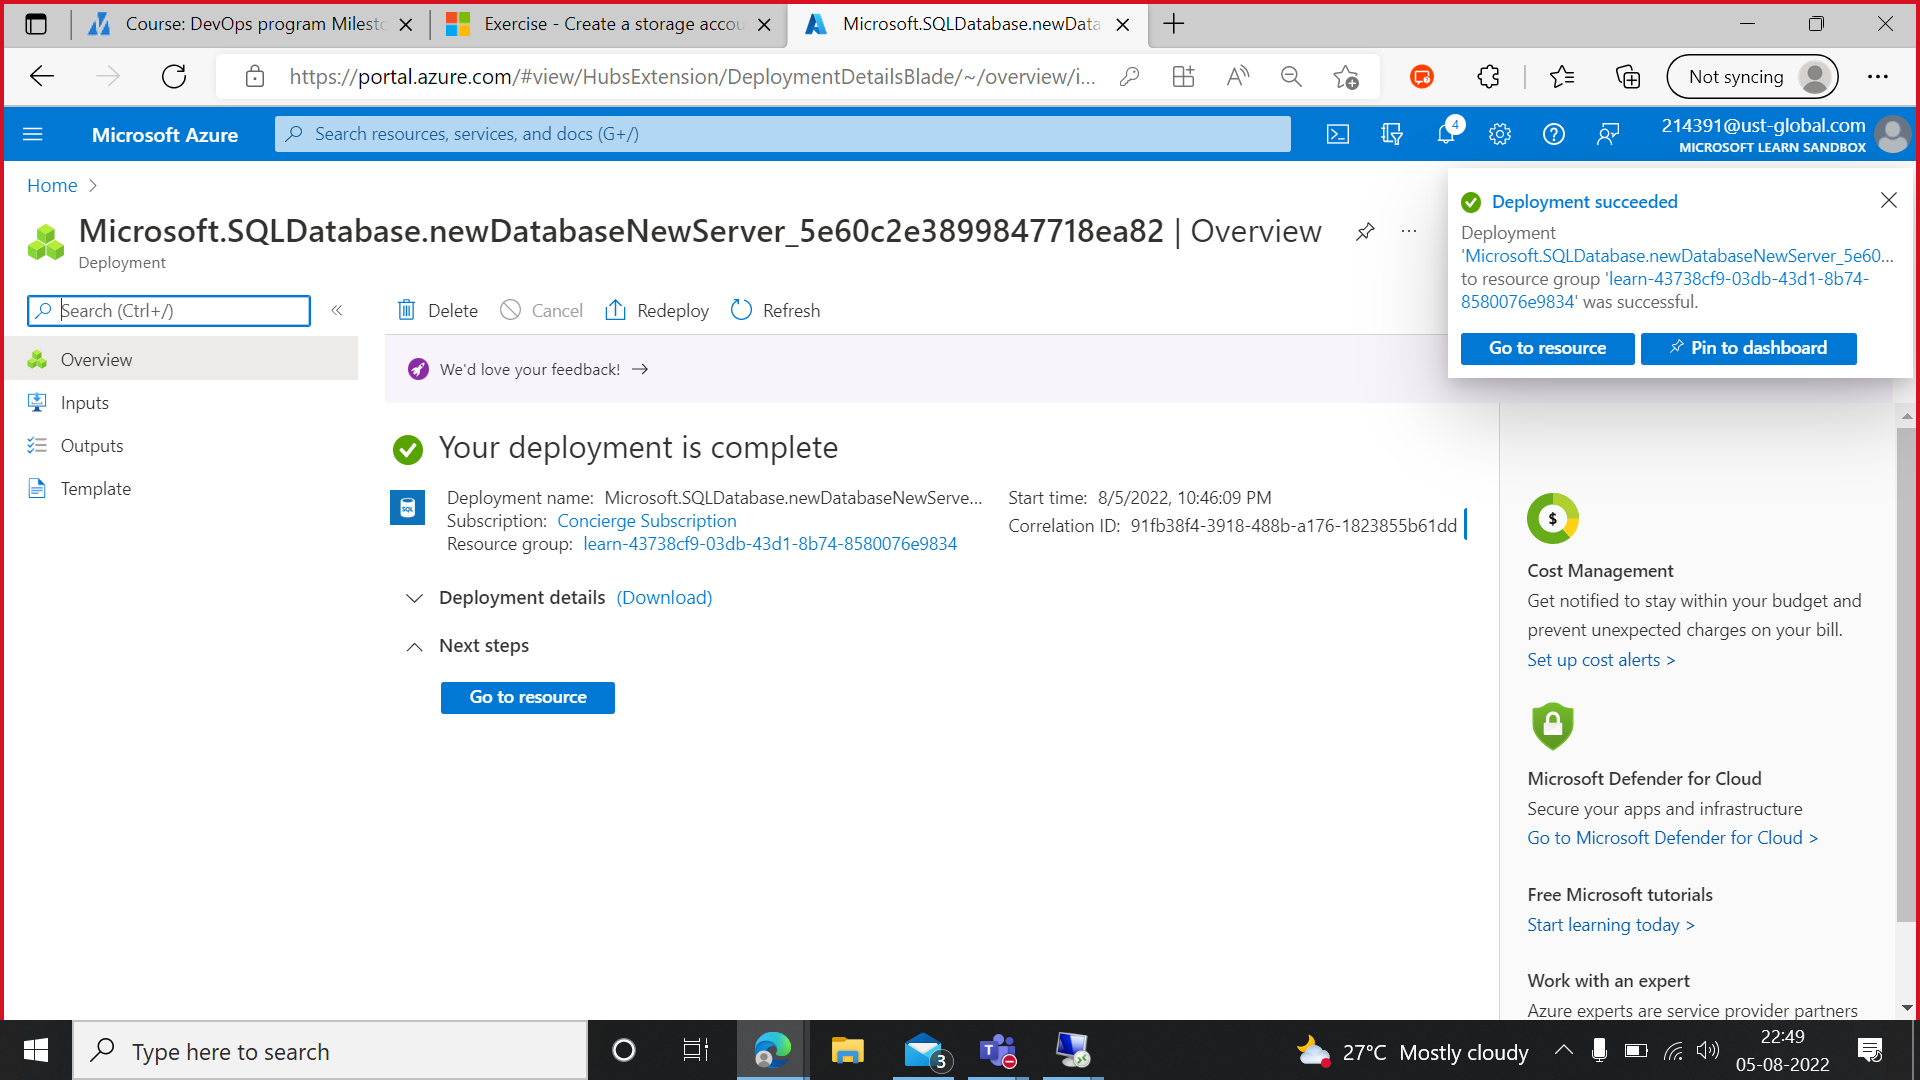 Course: DevOps program Milesto
Exercise - Create a storage accou
Microsoft.SQLDatabase.newData
https://portal.azure.com/#view/HubsExtension/DeploymentDetailsBlade/~/overview/i...
Not syncing
Microsoft Azure
Search resources, services, and docs (G+/)
4
214391@ust-global.com
MICROSOFT LEARN SANDBOX
Home
Microsoft.SQLDatabase.newDatabaseNewServer_5e60c2e3899847718ea82 | Overview
Deployment
Search (Ctrl+/)
Overview
Inputs
Outputs
Template
Delete
Cancel
Redeploy
Refresh
We'd love your feedback!
Your deployment is complete
SQL
Deployment name: Microsoft.SQLDatabase.newDatabaseNewServe...
Subscription: Concierge Subscription
Resource group: learn-43738cf9-03db-43d1-8b74-8580076e9834
Start time: 8/5/2022, 10:46:09 PM
Correlation ID: 91fb38f4-3918-488b-a176-1823855b61dd
Deployment details (Download)
Next steps
Go to resource
Deployment succeeded
Deployment
'Microsoft.SQLDatabase.newDatabaseNewServer_5e60...
to resource group 'learn-43738cf9-03db-43d1-8b74-
8580076e9834' was successful.
Go to resource
Pin to dashboard
$
Cost Management
Get notified to stay within your budget and
prevent unexpected charges on your bill.
Set up cost alerts >
Microsoft Defender for Cloud
Secure your apps and infrastructure
Go to Microsoft Defender for Cloud >
Free Microsoft tutorials
Start learning today >
Work with an expert
Azure experts are service provider partners
Type here to search
3
27°C Mostly cloudy
22:49
05-08-2022